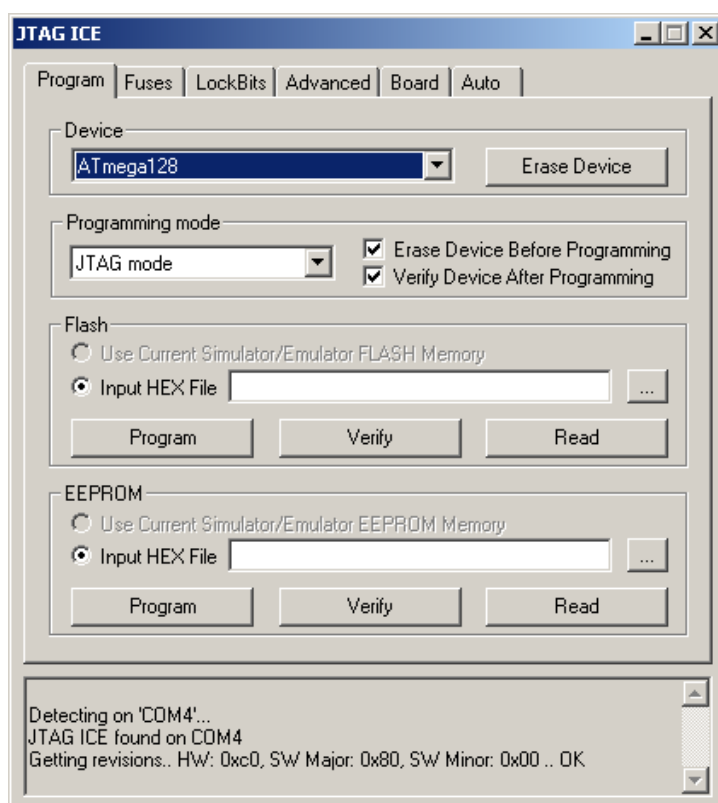 JTAG ICE
Program Fuses LockBits Advanced Board Auto
Device
ATmega128 Erase Device
Programming mode
JTAG mode
Erase Device Before Programming
Verify Device After Programming
Flash
Use Current Simulator/Emulator FLASH Memory
Input HEX File ...
Program Verify Read
EEPROM
Use Current Simulator/Emulator EEPROM Memory
Input HEX File ...
Program Verify Read
Detecting on 'COM4'...
JTAG ICE found on COM4
Getting revisions.. HW: 0xc0, SW Major: 0x80, SW Minor: 0x00 .. OK